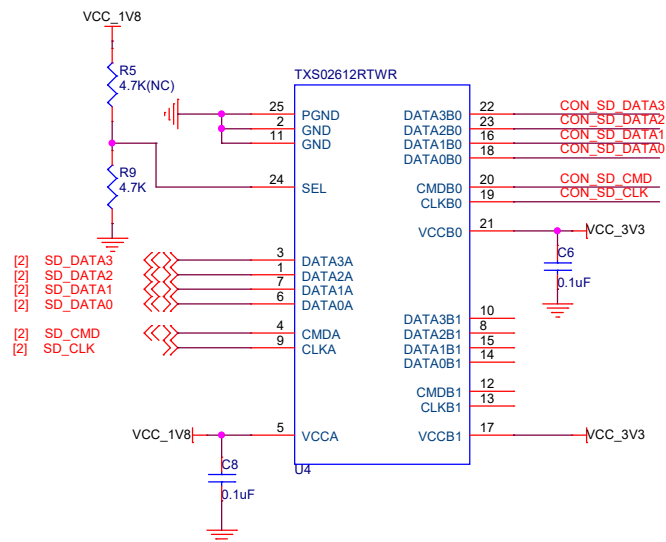 VCC_1V8
R5
4.7K(NC)
TXS02612RTWR
25 PGND DATA3B0 22 CON_SD_DATA3
2 GND DATA2B0 23 CON_SD_DATA2
11 GND DATA1B0 16 CON_SD_DATA1
DATA0B0 18 CON_SD_DATA0
R9
4.7K
24 SEL CMDB0 20 CON_SD_CMD
CLKB0 19 CON_SD_CLK
VCCB0 21 VCC_3V3
C6
0.1uF
[2] SD_DATA3 3 DATA3A
[2] SD_DATA2 1 DATA2A
[2] SD_DATA1 7 DATA1A
[2] SD_DATA0 6 DATA0A
DATA3B1 10
[2] SD_CMD 4 CMDA DATA2B1 8
[2] SD_CLK 9 CLKA DATA1B1 15
DATA0B1 14
CMDB1 12
CLKB1 13
VCC_1V8 5 VCCA VCCB1 17 VCC_3V3
C8
0.1uF
U4